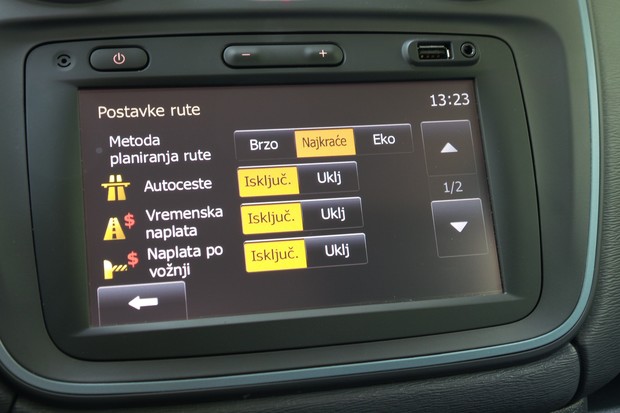 Postavke rute 13:23
Metoda
planiranja rute Brzo Najkraće Eko
Autoceste Isključ. Uklj
1/2
Vremenska
naplata Isključ. Uklj
Naplata po
vožnji Isključ. Uklj